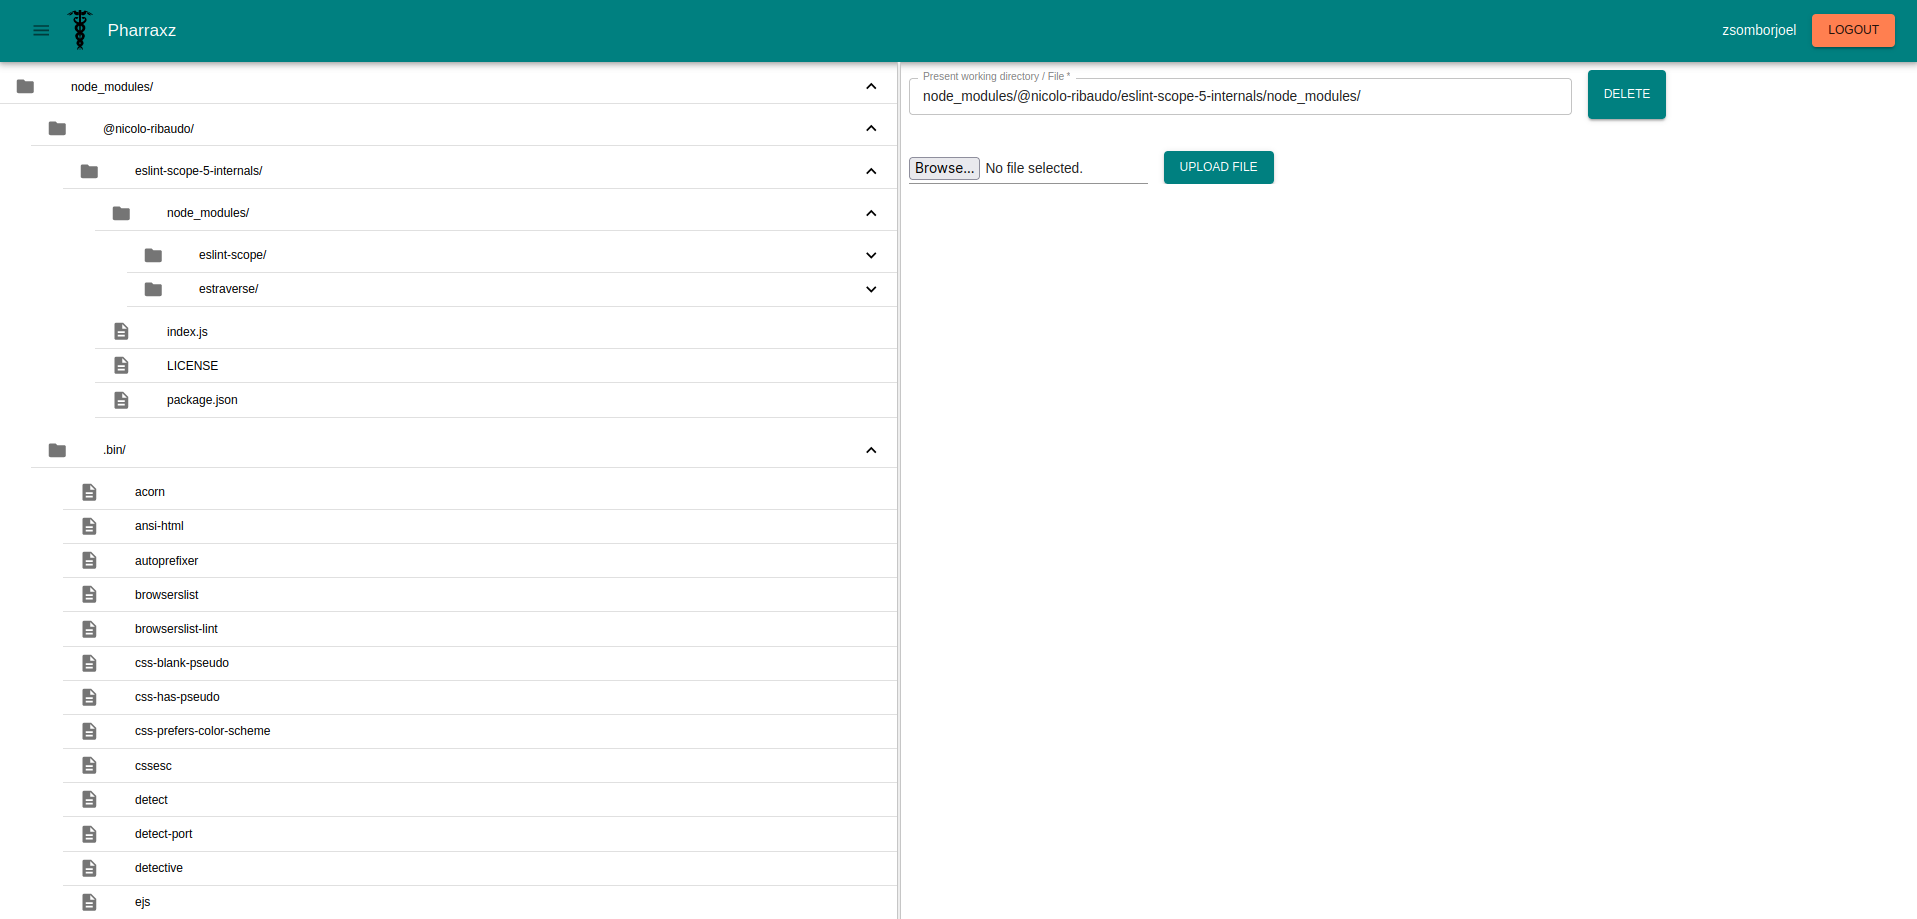 Pharraxz
zsomborjoel
LOGOUT
node_modules/
@nicolo-ribaudo/
eslint-scope-5-internals/
node_modules/
eslint-scope/
estraverse/
index.js
LICENSE
package.json
.bin/
acorn
ansi-html
autoprefixer
browserslist
browserslist-lint
css-blank-pseudo
css-has-pseudo
css-prefers-color-scheme
cssesc
detect
detect-port
detective
ejs
Present working directory / File *
node_modules/@nicolo-ribaudo/eslint-scope-5-internals/node_modules/
DELETE
Browse... No file selected.
UPLOAD FILE